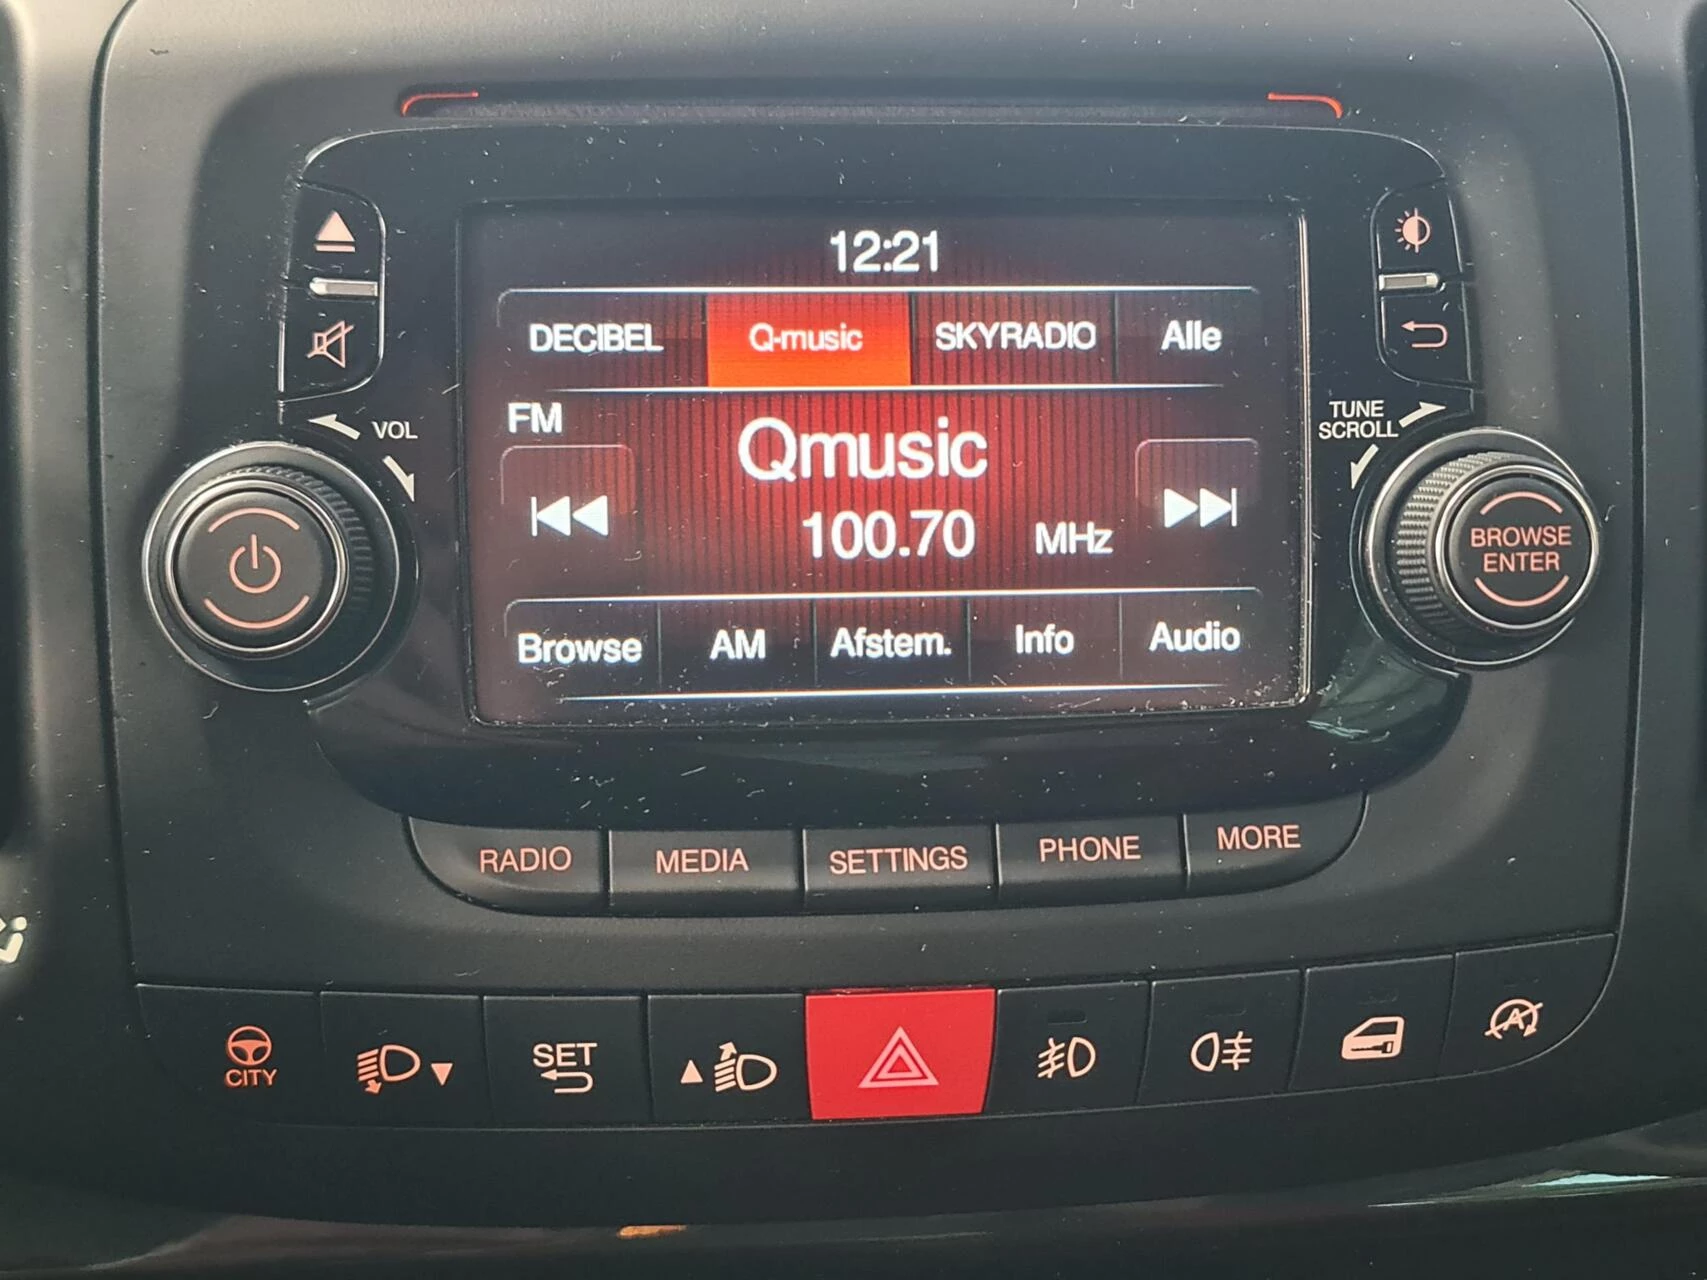 12:21
DECIBEL Q-music SKYRADIO Alle
FM
VOL
TUNE
SCROLL
Qmusic
100.70 MHz
BROWSE
ENTER
Browse AM Afstem. Info Audio
RADIO MEDIA SETTINGS PHONE MORE
CITY
SET
A